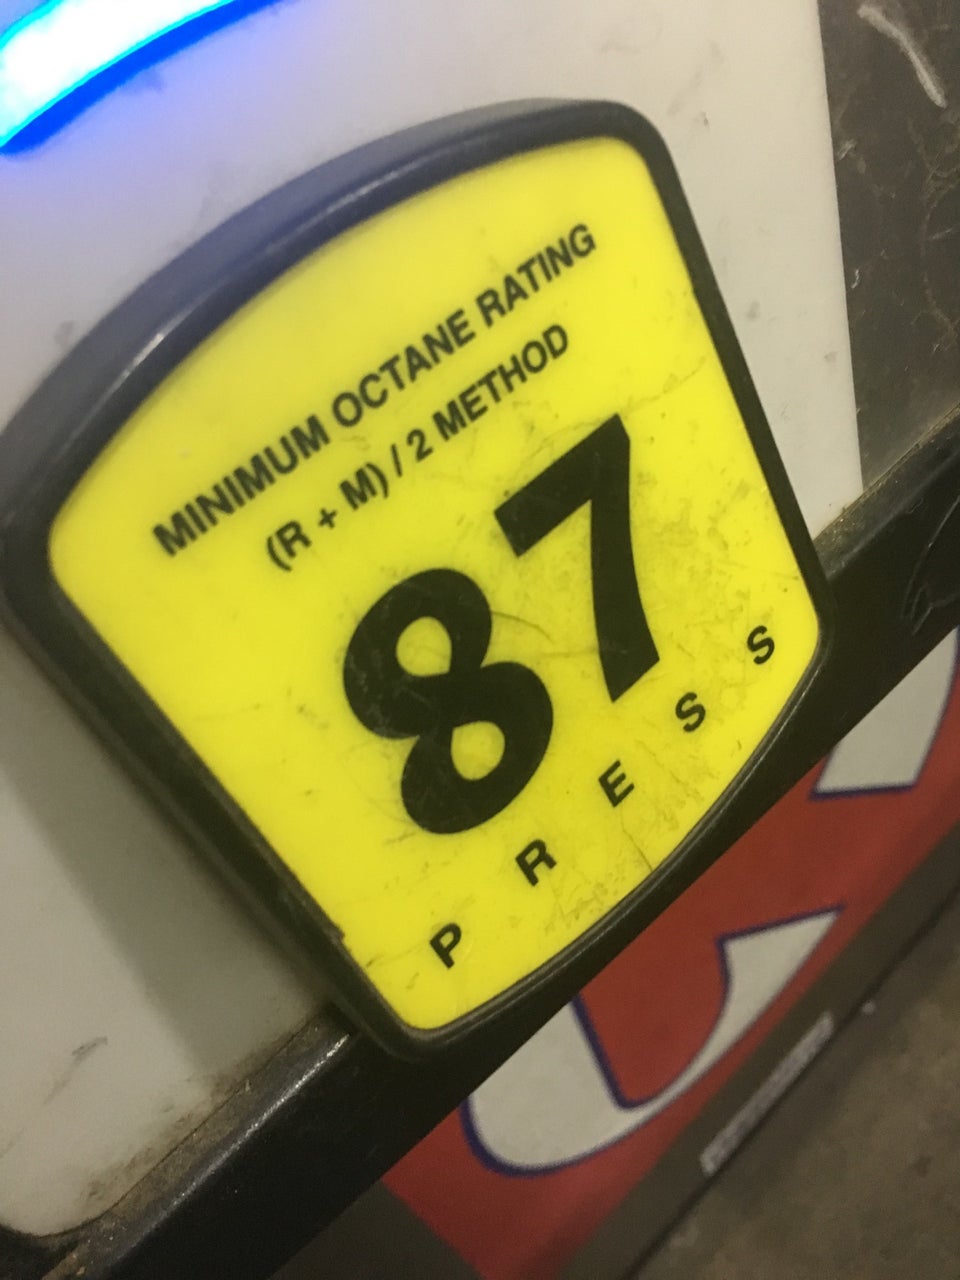 MINIMUM OCTANE RATING
(R + M) / 2 METHOD
87
PRESS